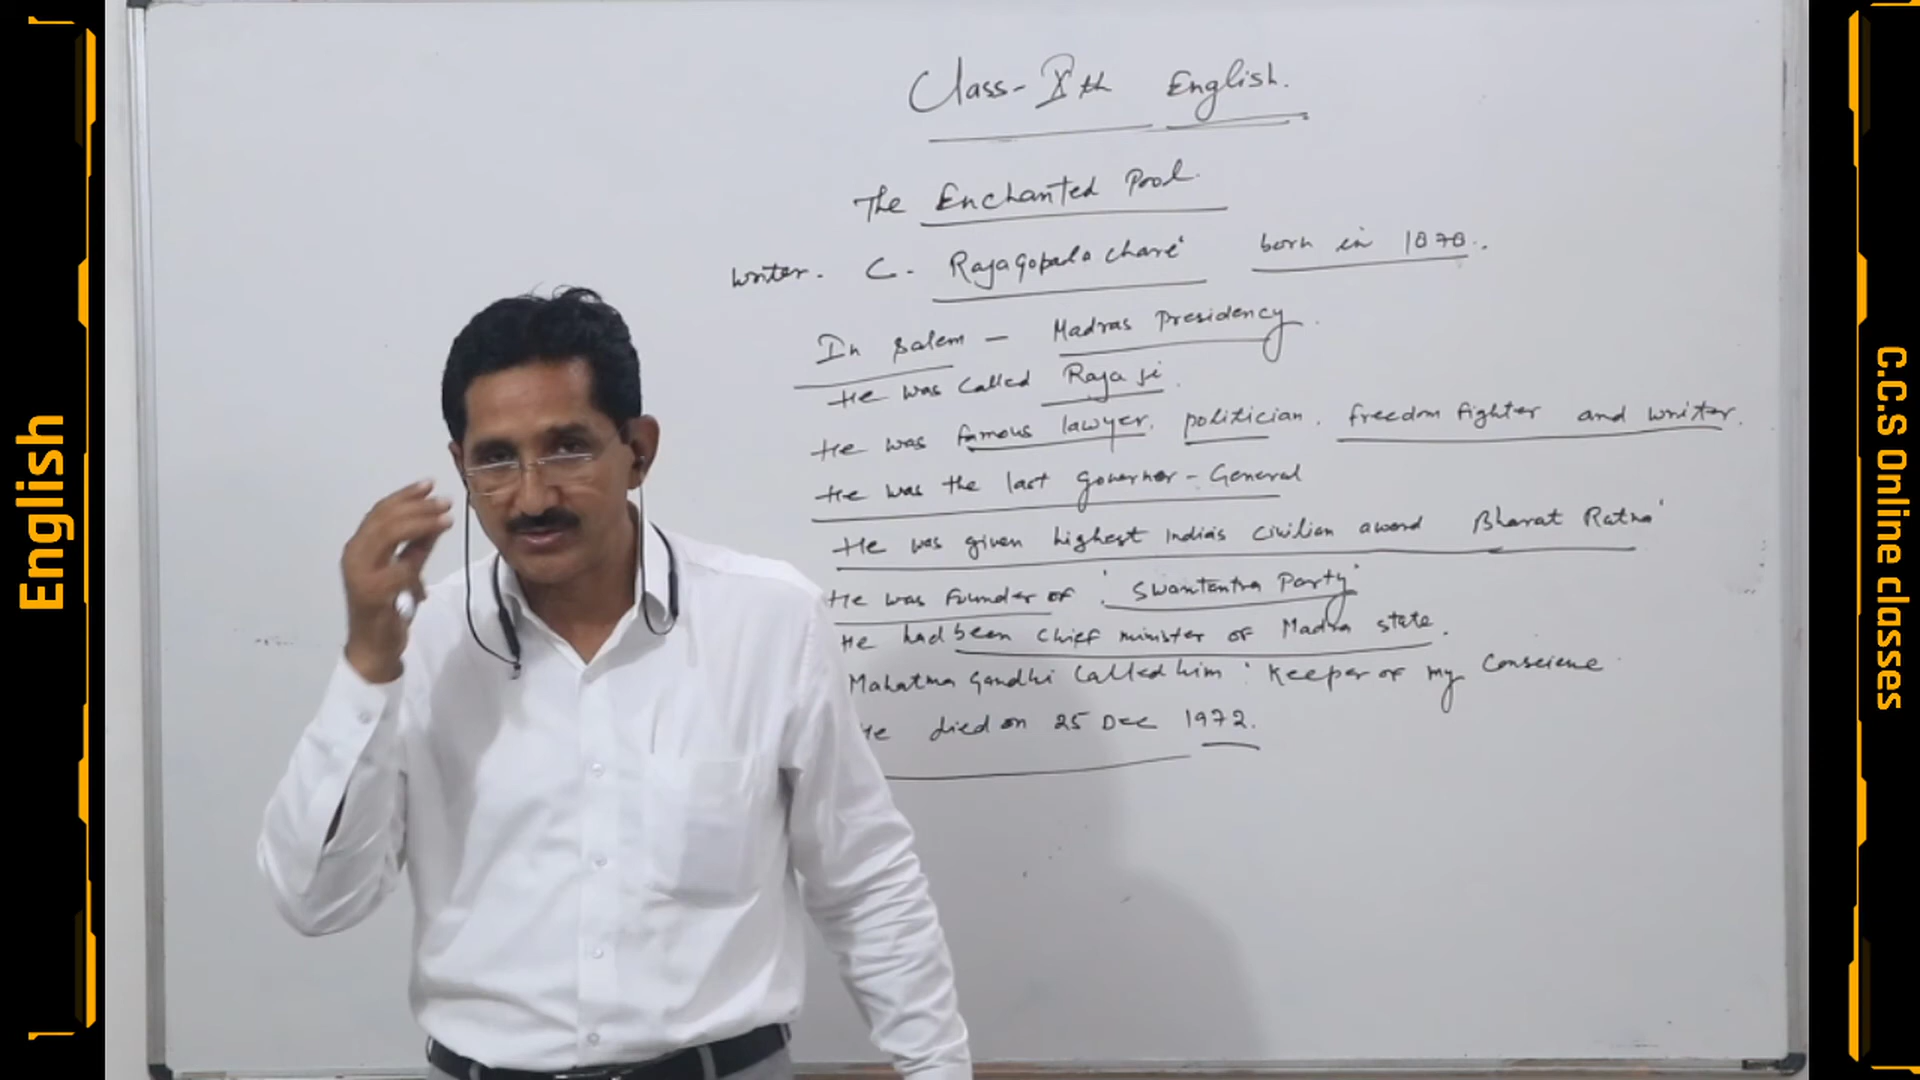 English
Class-Xth English.
The Enchanted Pool.
Writer. C. Rajagopalachari born in 1878.
In Salem - Madras Presidency.
He was called Rajaji.
He was famous lawyer, politician, freedom fighter and writer.
He was the last governor-General
He was given highest India's civilian award Bharat Ratna'
He was founder of 'Swantantra Party'
He had been chief minister of Madra state.
Mahatma Gandhi called him 'Keeper of my Conscience
He died on 25 Dec 1972.
C.C.S Online classes